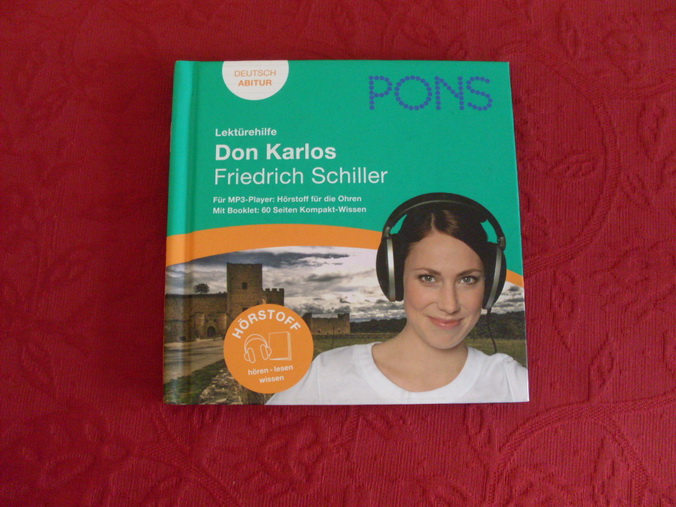 DEUTSCH
ABITUR
PONS
Lektürehilfe
Don Karlos
Friedrich Schiller
Für MP3-Player: Hörstoff für die Ohren
Mit Booklet: 60 Seiten Kompakt-Wissen
HÖRSTOFF
hören • lesen
wissen